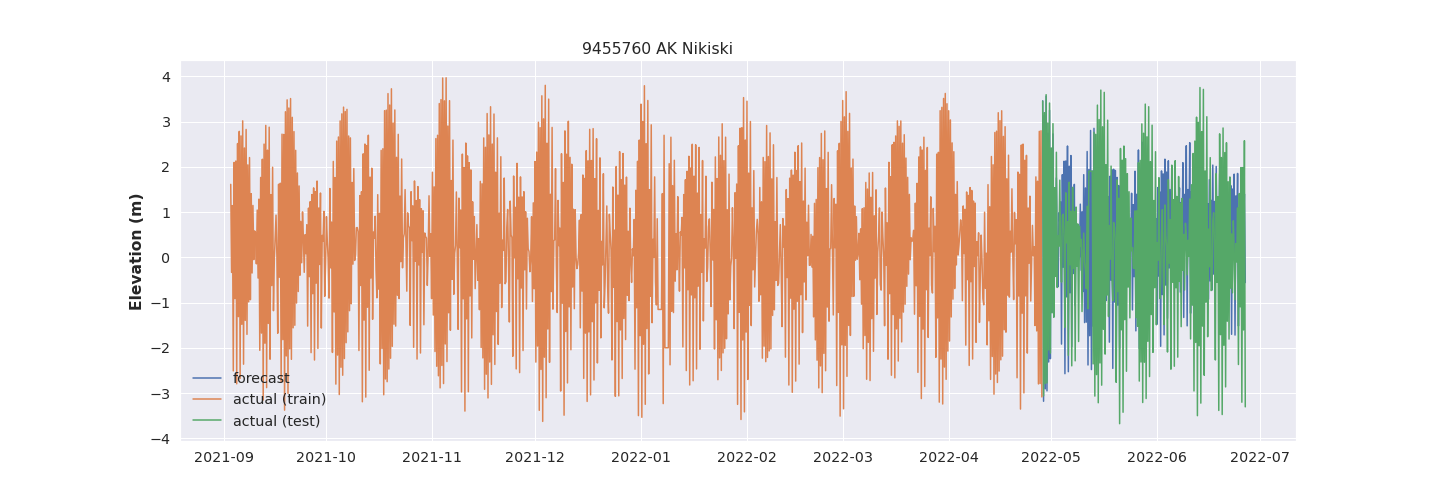 9455760 AK Nikiski
Elevation (m)
4
3
2
1
0
−1
−2
−3
−4
forecast
actual (train)
actual (test)
2021-09 2021-10 2021-11 2021-12 2022-01 2022-02 2022-03 2022-04 2022-05 2022-06 2022-07